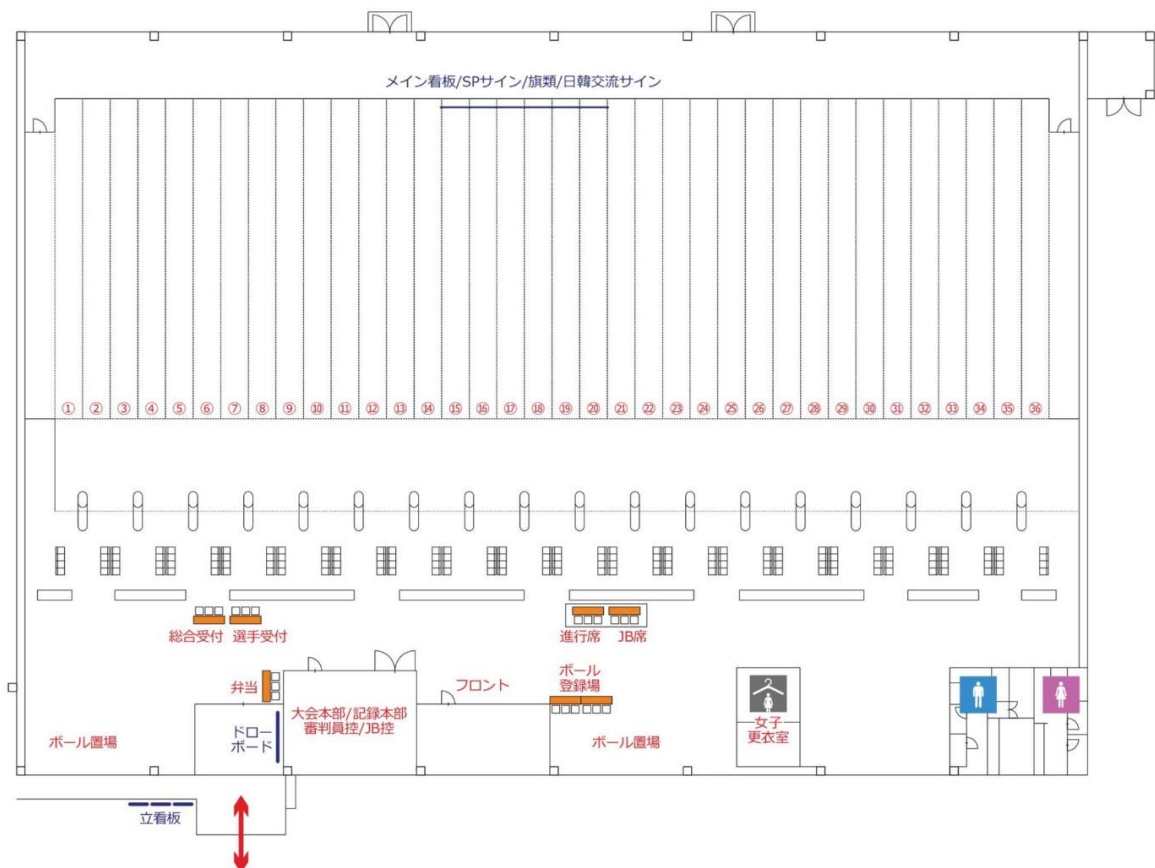 メイン看板/SPサイン/旗類/日韓交流サイン
① ② ③ ④ ⑤ ⑥ ⑦ ⑧ ⑨ ⑩ ⑪ ⑫ ⑬ ⑭ ⑮ ⑯ ⑰ ⑱ ⑲ ⑳ ㉑ ㉒ ㉓ ㉔ ㉕ ㉖ ㉗ ㉘ ㉙ ㉚ ㉛ ㉜ ㉝ ㉞ ㉟ ㊱
総合受付 選手受付
進行席 JB席
弁当
フロント
ボール
登録場
大会本部/記録本部
審判員控/JB控
ドロー
ボード
ボール置場
ボール置場
女子
更衣室
立看板